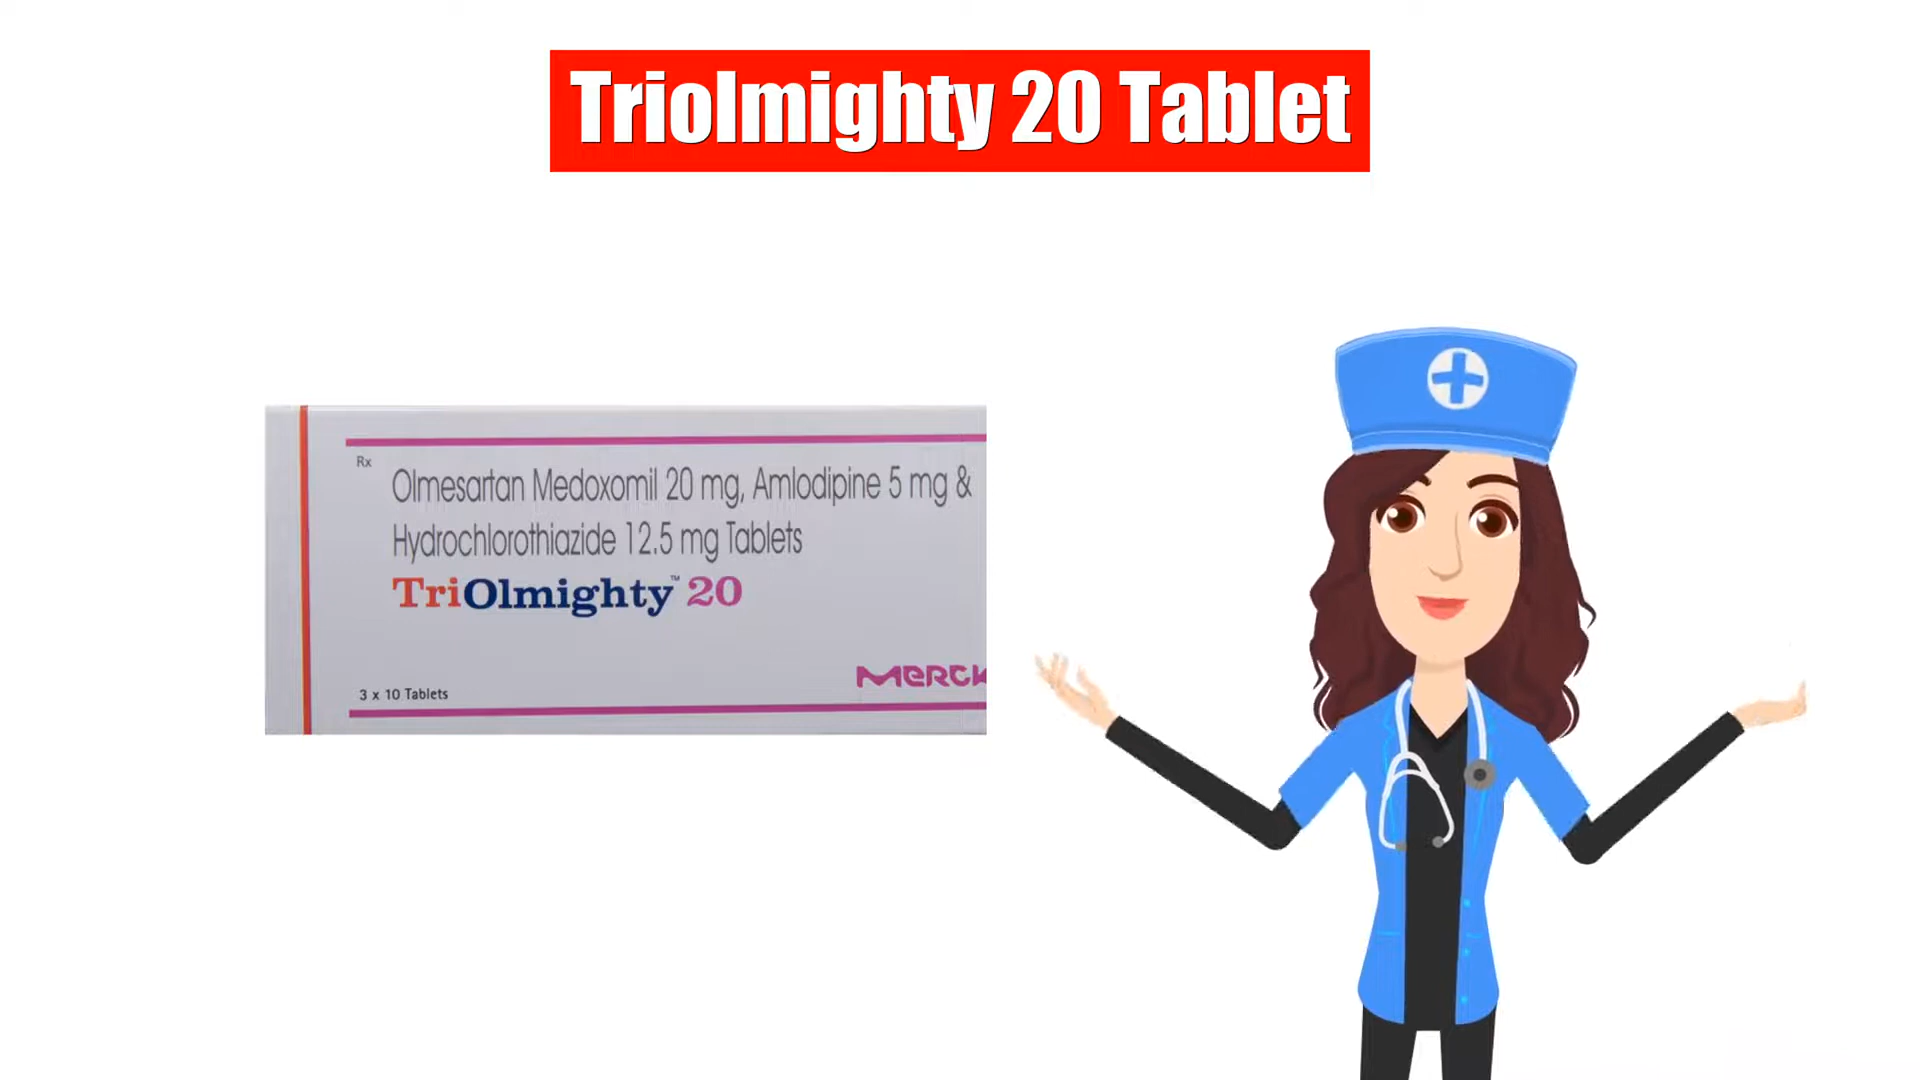 Triolmighty 20 Tablet
Rx
Olmesartan Medoxomil 20 mg, Amlodipine 5 mg &
Hydrochlorothiazide 12.5 mg Tablets
TriOlmighty™ 20
MERCK
3 x 10 Tablets